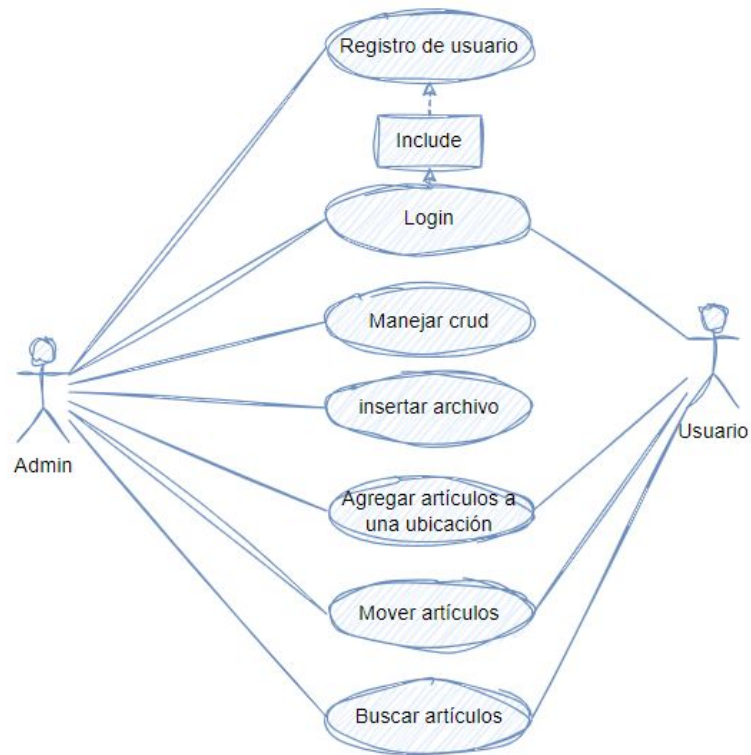 Registro de usuario
Include
Login
Manejar crud
insertar archivo
Admin
Usuario
Agregar artículos a
una ubicación
Mover artículos
Buscar artículos